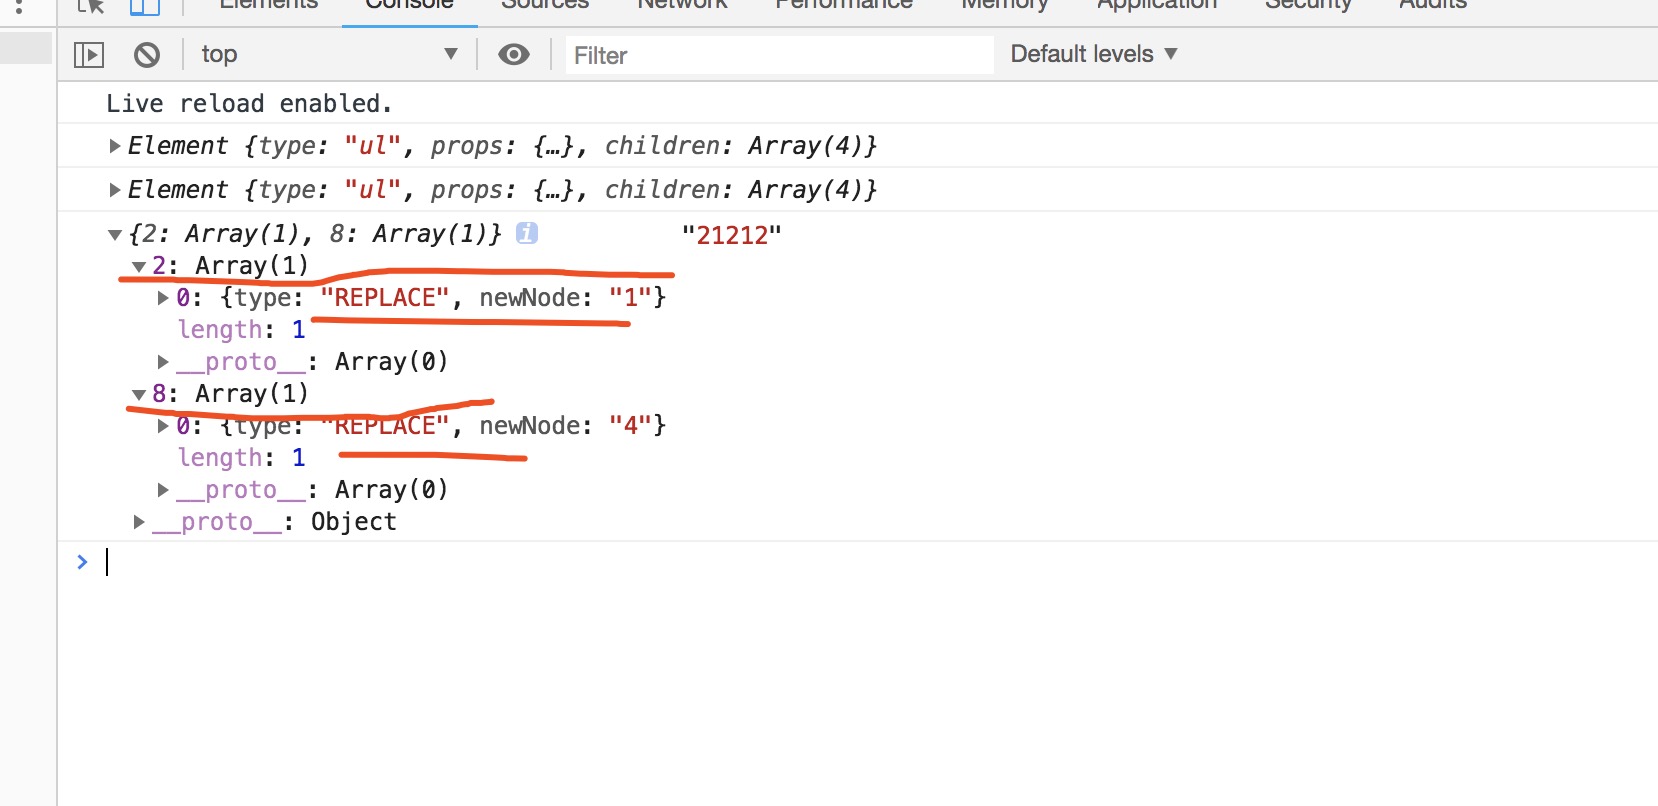 Elements Console Sources Network Performance Memory Application Security Audits
top Filter Default levels
Live reload enabled.
Element {type: "ul", props: {…}, children: Array(4)}
Element {type: "ul", props: {…}, children: Array(4)}
{2: Array(1), 8: Array(1)} i "21212"
2: Array(1)
0: {type: "REPLACE", newNode: "1"}
length: 1
__proto__: Array(0)
8: Array(1)
0: {type: "REPLACE", newNode: "4"}
length: 1
__proto__: Array(0)
__proto__: Object